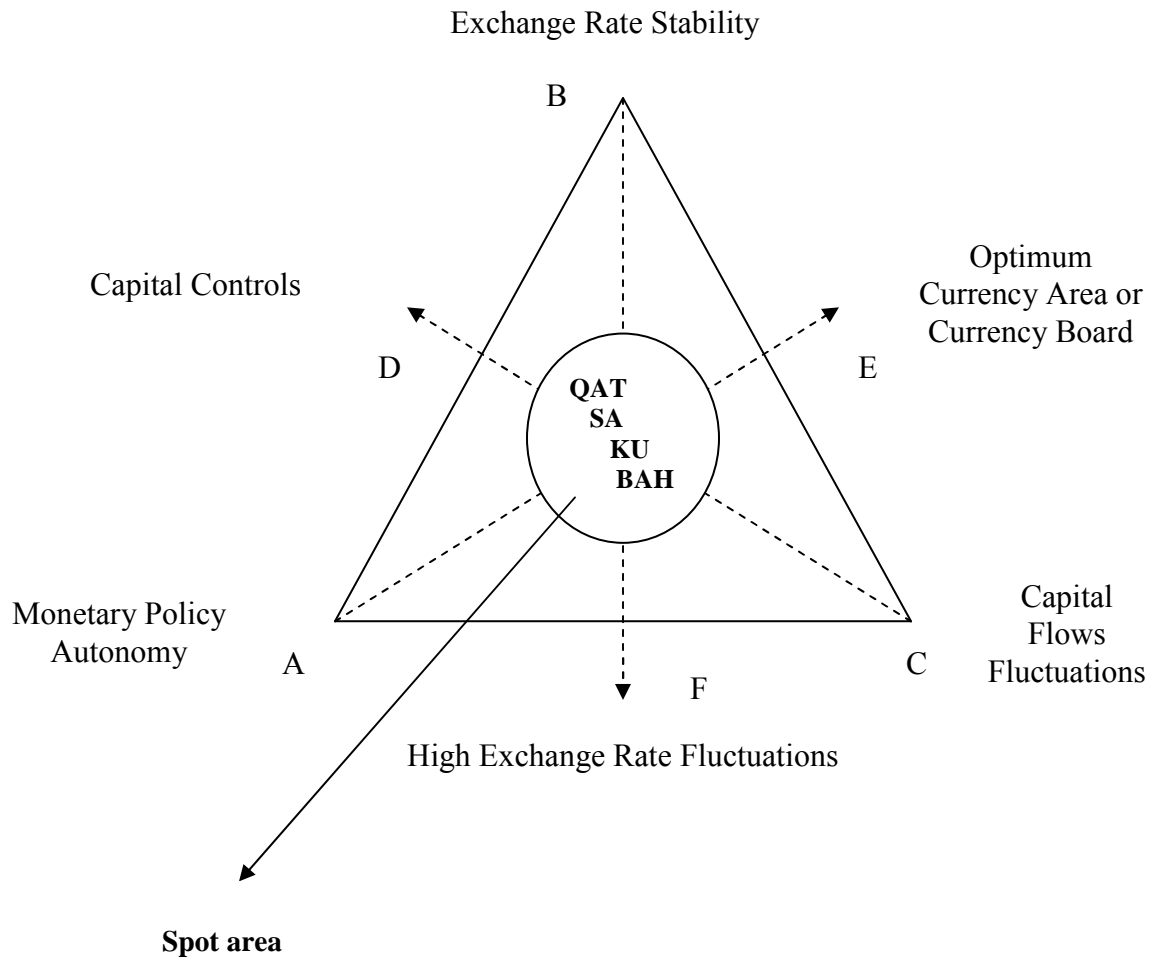 Exchange Rate Stability
B
Capital Controls
Optimum
Currency Area or
Currency Board
D
E
QAT
SA
KU
BAH
Monetary Policy
Autonomy
A
C
Capital
Flows
Fluctuations
F
High Exchange Rate Fluctuations
Spot area